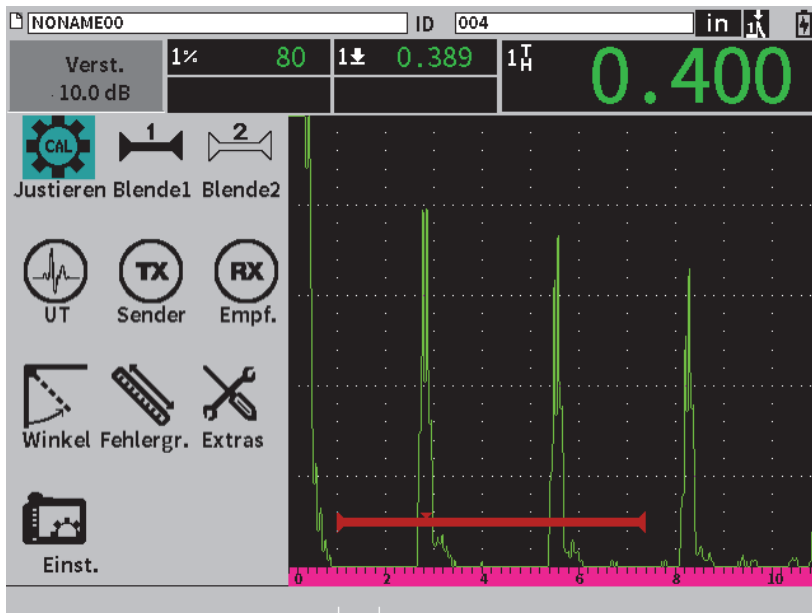 NONAME00 ID 004 in
Verst. 1% 80 1 0.389 1 T H 0.400
10.0 dB
CAL 1 2
Justieren Blende1 Blende2
TX RX
UT Sender Empf.
Winkel Fehlergr. Extras
Einst.
0 2 4 6 8 10